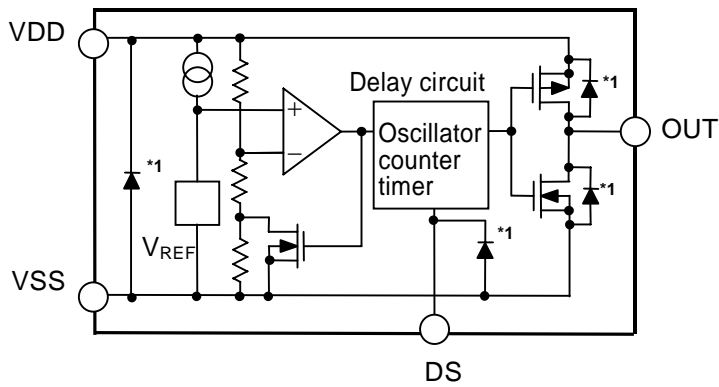 VDD
Delay circuit
*1
+
Oscillator
counter
timer
OUT
−
*1
*1
VREF
*1
VSS
DS